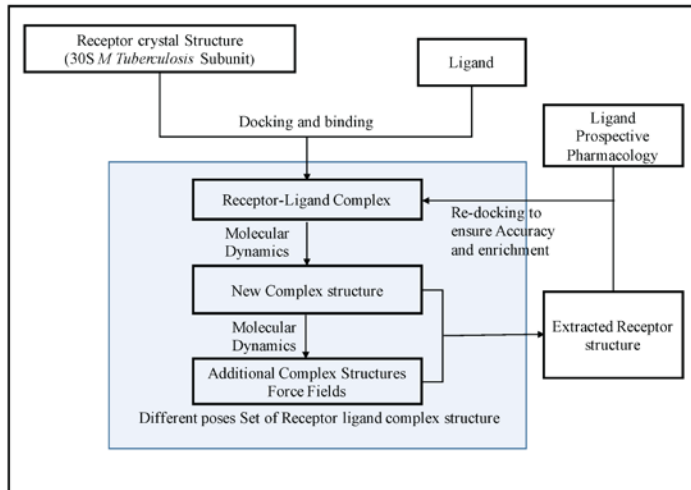 Receptor crystal Structure
(30S M Tuberculosis Subunit)
Ligand
Docking and binding
Ligand
Prospective
Pharmacology
Receptor-Ligand Complex
Re-docking to
ensure Accuracy
and enrichment
Molecular
Dynamics
New Complex structure
Molecular
Dynamics
Extracted Receptor
structure
Additional Complex Structures
Force Fields
Different poses Set of Receptor ligand complex structure